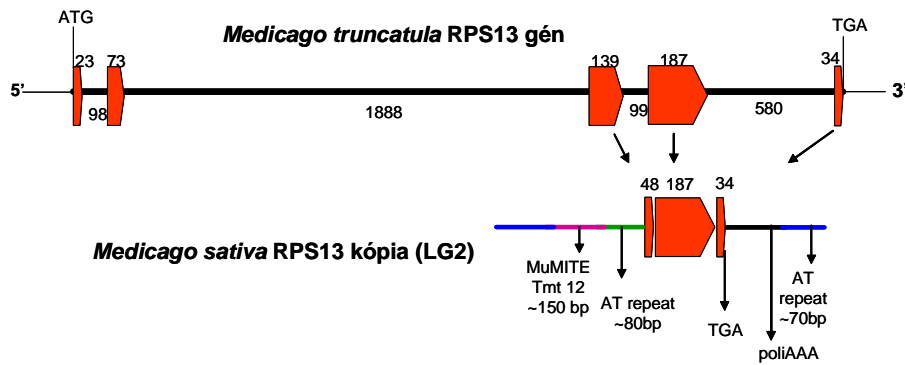 ATG
Medicago truncatula RPS13 gén
TGA
23
73
139
187
34
5’
3’
98
1888
99
580
48
187
34
Medicago sativa RPS13 kópia (LG2)
MuMITE
Tmt 12
~150 bp
AT repeat
~80bp
TGA
poliAAA
AT
repeat
~70bp